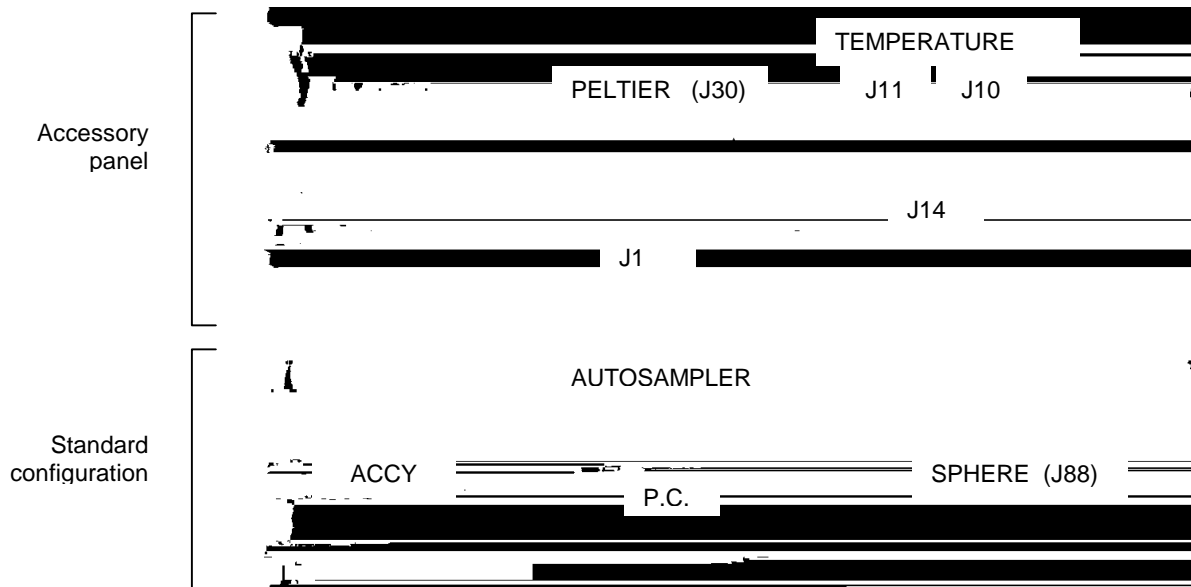 TEMPERATURE
PELTIER (J30) J11 J10
Accessory
panel
J14
J1
AUTOSAMPLER
Standard
configuration
ACCY SPHERE (J88)
P.C.